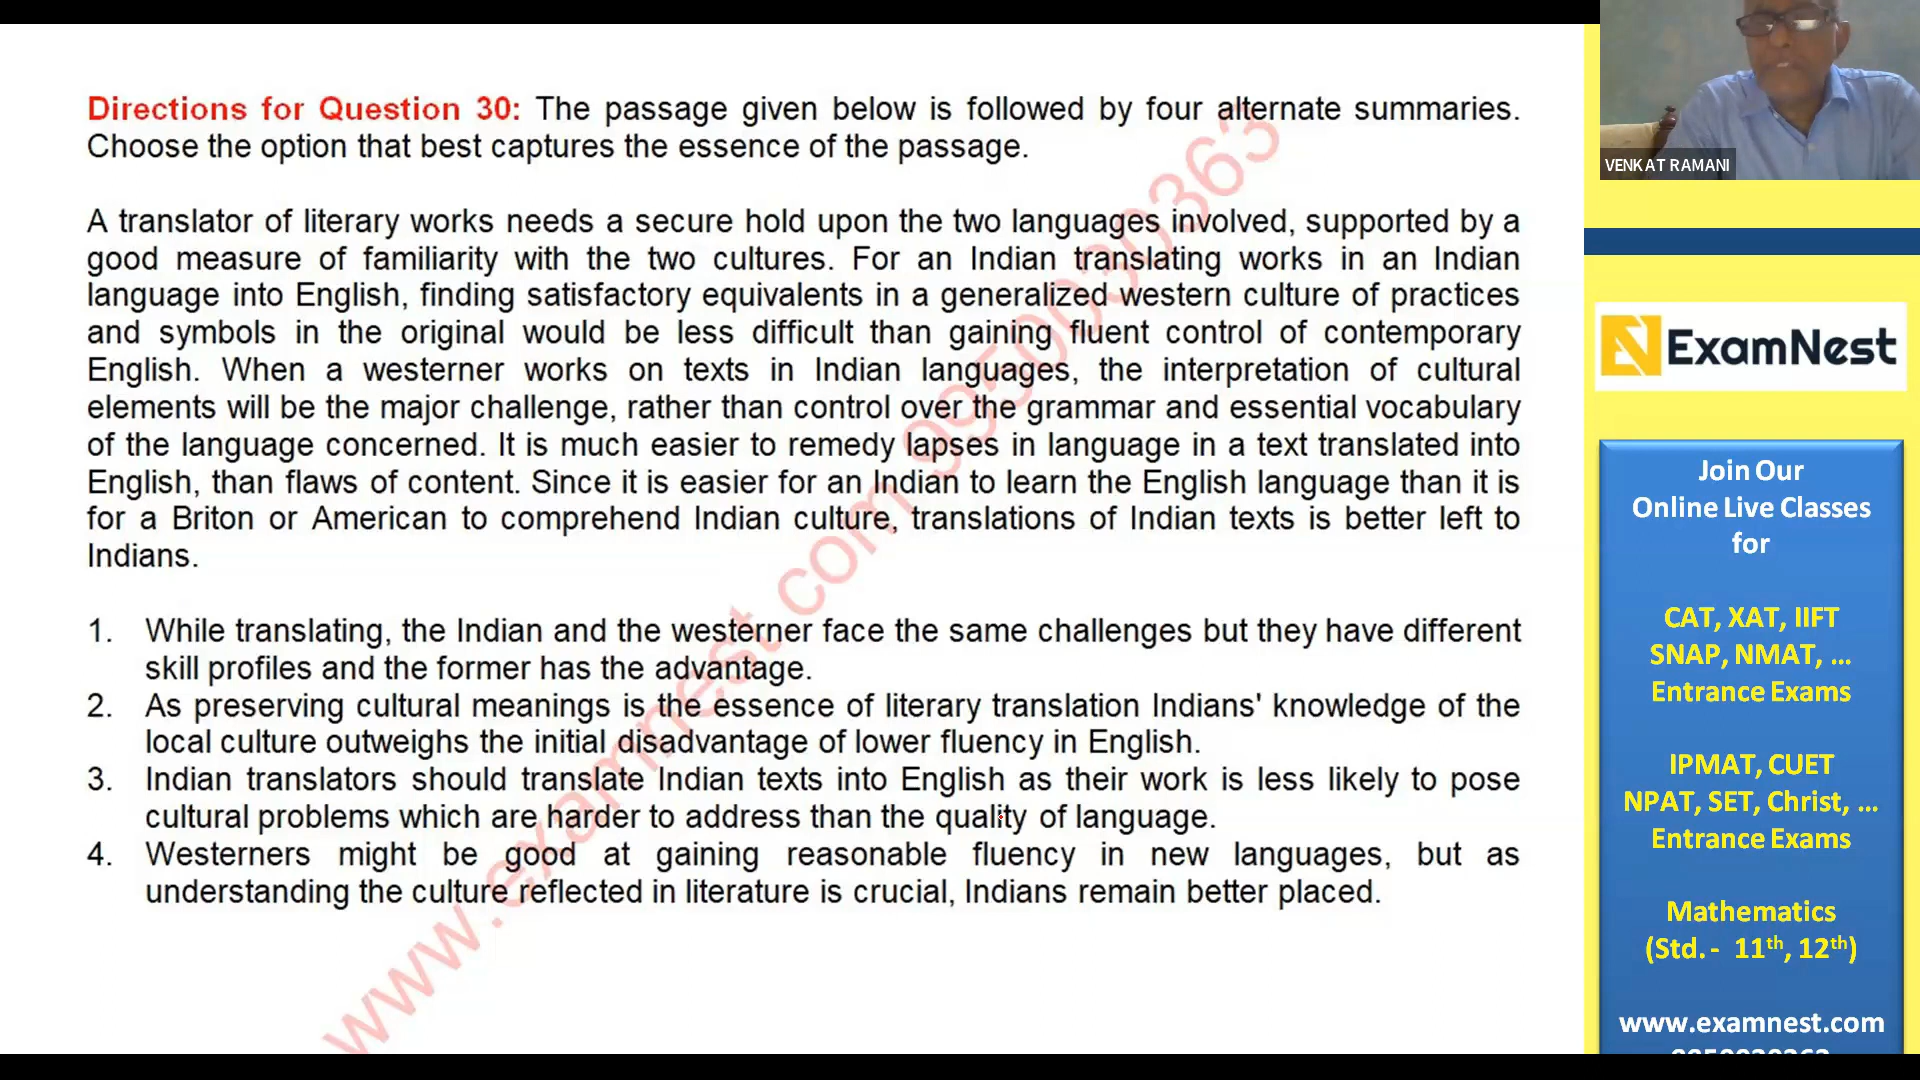 Directions for Question 30: The passage given below is followed by four alternate summaries.
Choose the option that best captures the essence of the passage.
A translator of literary works needs a secure hold upon the two languages involved, supported by a
good measure of familiarity with the two cultures. For an Indian translating works in an Indian
language into English, finding satisfactory equivalents in a generalized western culture of practices
and symbols in the original would be less difficult than gaining fluent control of contemporary
English. When a westerner works on texts in Indian languages, the interpretation of cultural
elements will be the major challenge, rather than control over the grammar and essential vocabulary
of the language concerned. It is much easier to remedy lapses in language in a text translated into
English, than flaws of content. Since it is easier for an Indian to learn the English language than it is
for a Briton or American to comprehend Indian culture, translations of Indian texts is better left to
Indians.
1. While translating, the Indian and the westerner face the same challenges but they have different
skill profiles and the former has the advantage.
2. As preserving cultural meanings is the essence of literary translation Indians' knowledge of the
local culture outweighs the initial disadvantage of lower fluency in English.
3. Indian translators should translate Indian texts into English as their work is less likely to pose
cultural problems which are harder to address than the quality of language.
4. Westerners might be good at gaining reasonable fluency in new languages, but as
understanding the culture reflected in literature is crucial, Indians remain better placed.
www.examnest.com 9950030363
VENKAT RAMANI
ExamNest
Join Our
Online Live Classes
for
CAT, XAT, IIFT
SNAP, NMAT, ...
Entrance Exams
IPMAT, CUET
NPAT, SET, Christ, ...
Entrance Exams
Mathematics
(Std. - 11th, 12th)
www.examnest.com